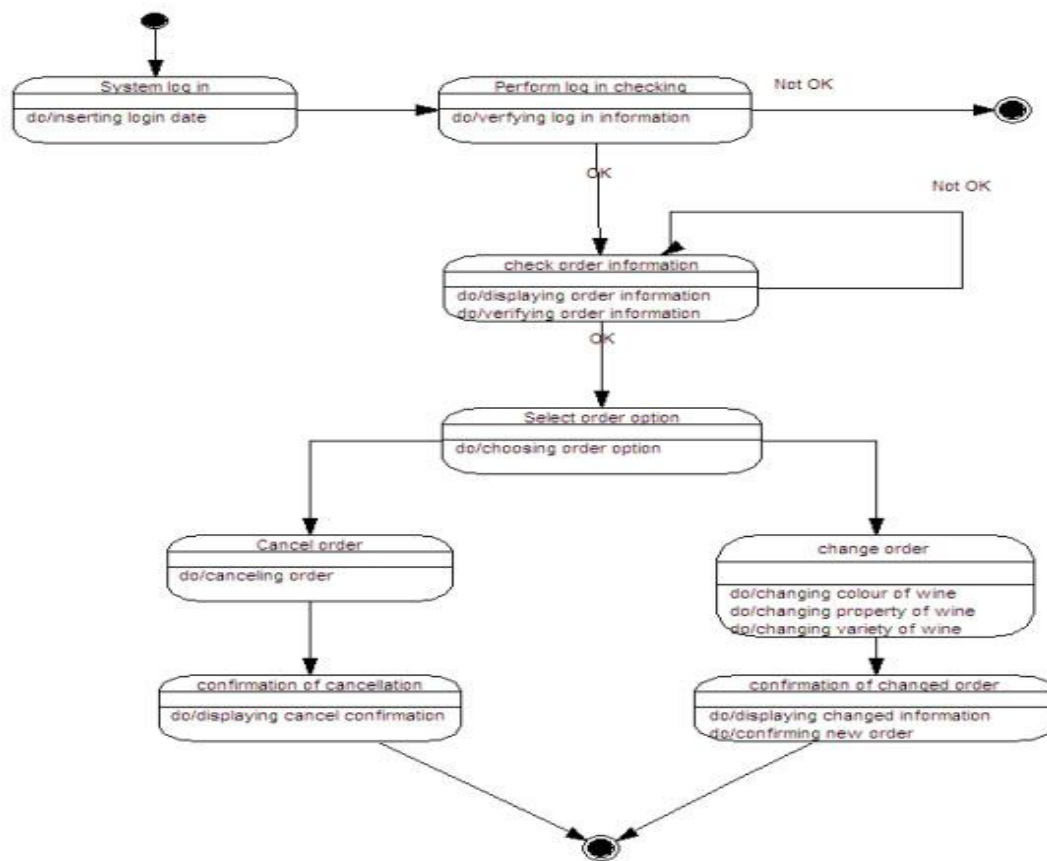 System log in
do/inserting login date
Perform log in checking
do/verfying log in information
Not OK
OK
Not OK
check order information
do/displaying order information
do/verifying order information
OK
Select order option
do/choosing order option
Cancel order
do/canceling order
change order
do/changing colour of wine
do/changing property of wine
do/changing variety of wine
confirmation of cancellation
do/displaying cancel confirmation
confirmation of changed order
do/displaying changed information
do/confirming new order